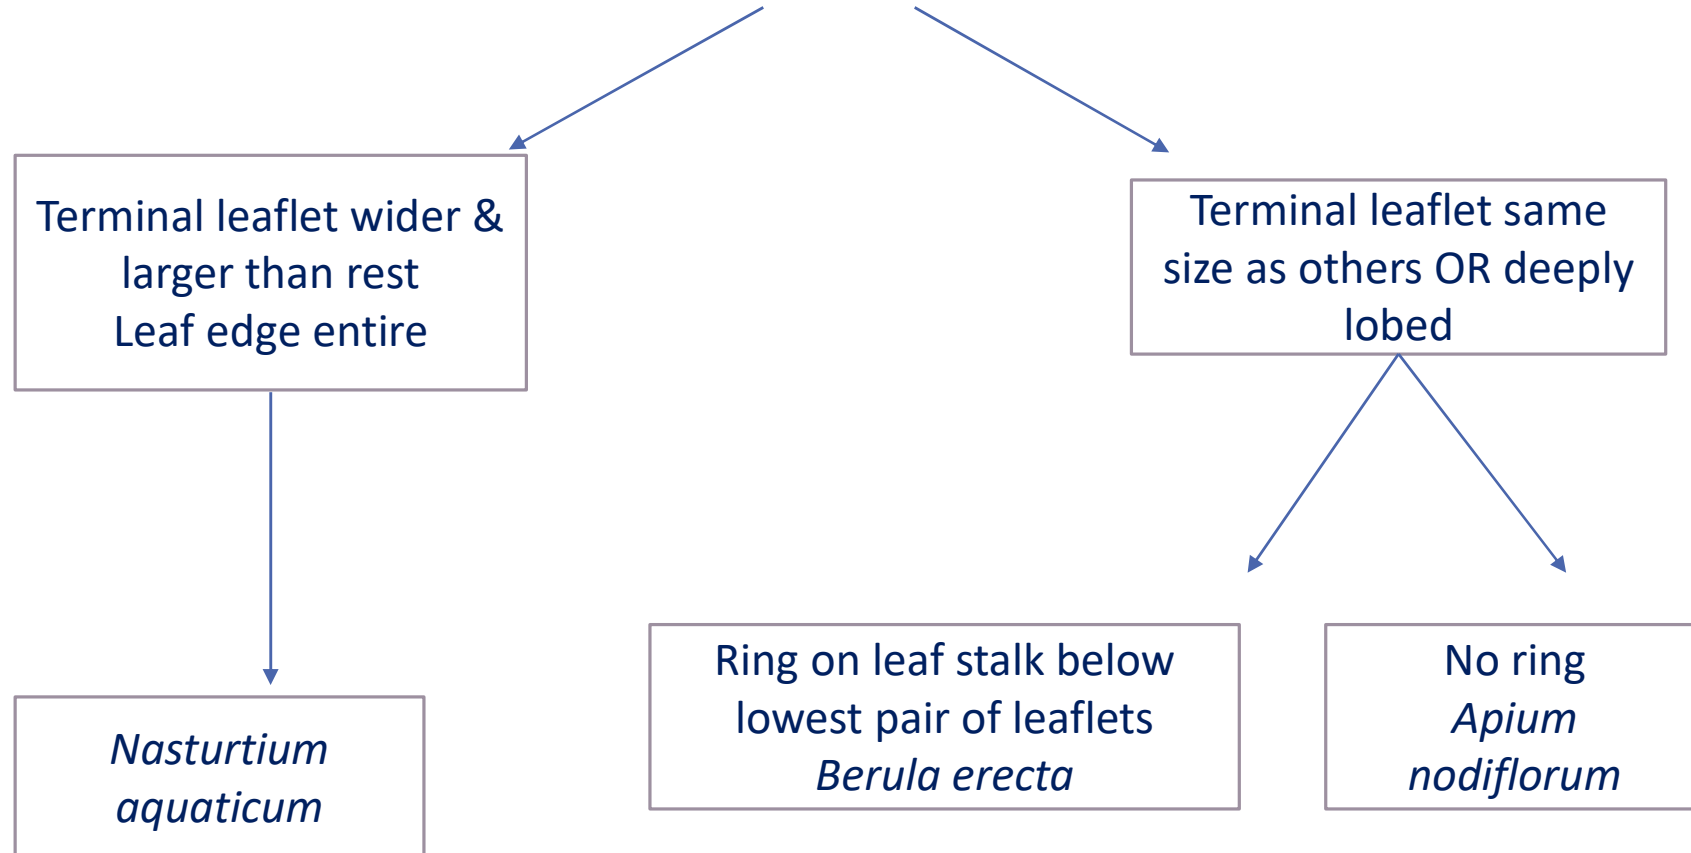 Terminal leaflet wider &
larger than rest
Leaf edge entire
Terminal leaflet same
size as others OR deeply
lobed
Nasturtium
aquaticum
Ring on leaf stalk below
lowest pair of leaflets
Berula erecta
No ring
Apium
nodiflorum